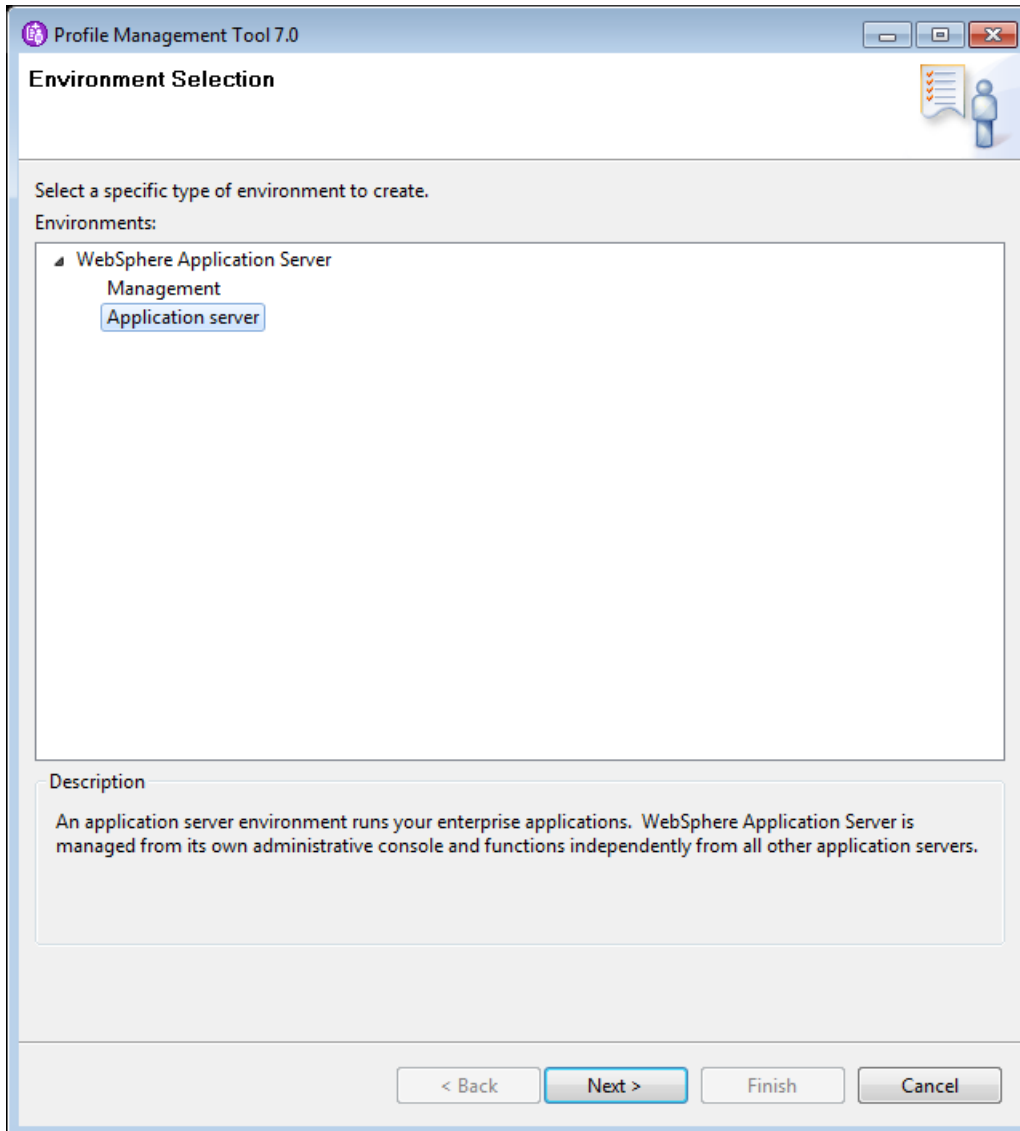 Profile Management Tool 7.0
Environment Selection
Select a specific type of environment to create.
Environments:
WebSphere Application Server
Management
Application server
Description
An application server environment runs your enterprise applications. WebSphere Application Server is
managed from its own administrative console and functions independently from all other application servers.
< Back
Next >
Finish
Cancel